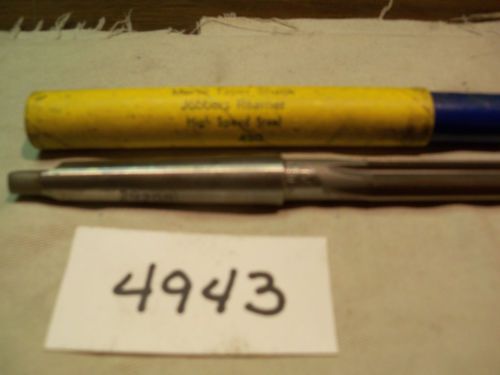 Morse Taper Shank
Jobbers Reamer
High Speed Steel
4943